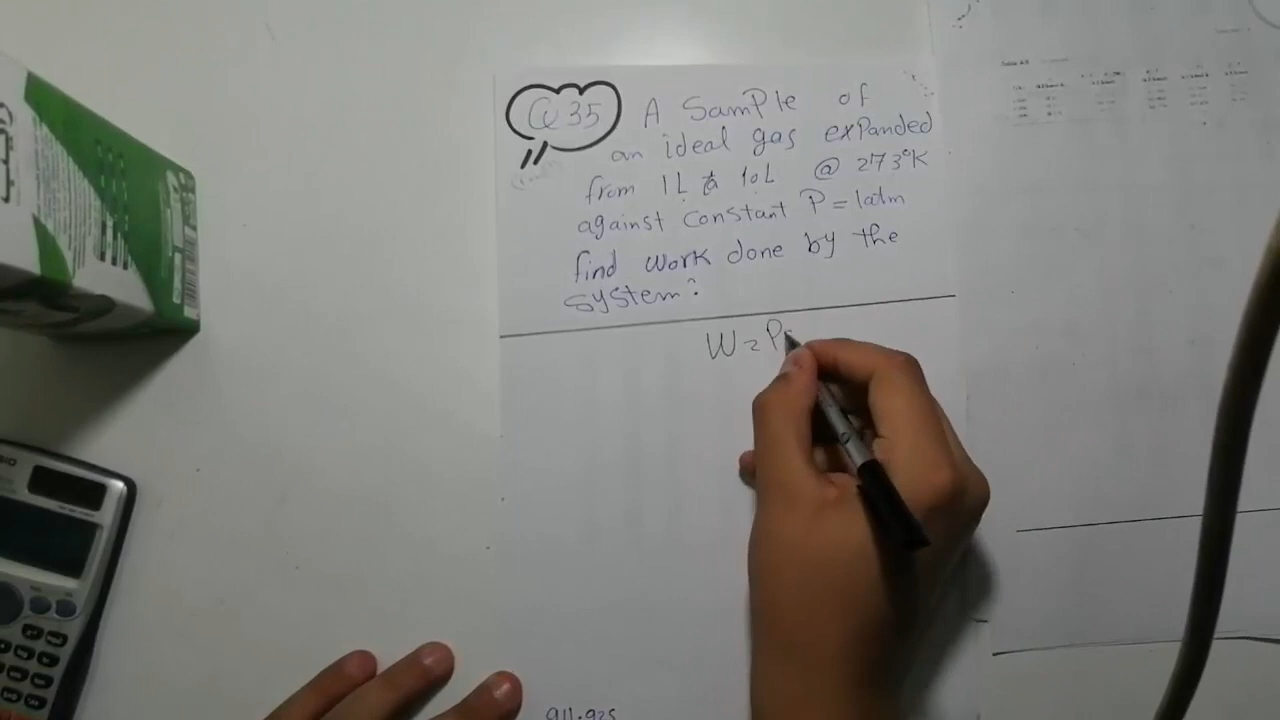 Q 35 A Sample of
an ideal gas expanded
from 1L to 10L @ 273°K
against constant P = 1atm
find work done by the
system?
W = P
911.925